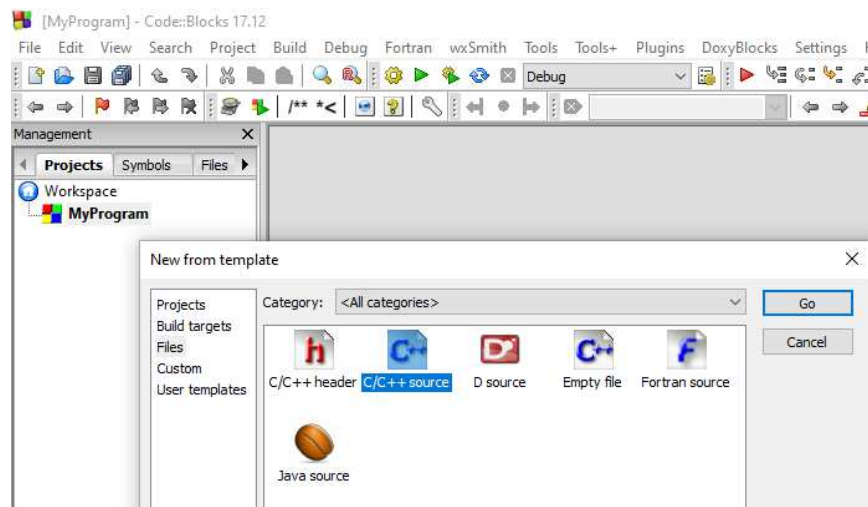 [MyProgram] - Code::Blocks 17.12
File Edit View Search Project Build Debug Fortran wxSmith Tools Tools+ Plugins DoxyBlocks Settings
Debug
/** *<
Management
Projects Symbols Files
Workspace
MyProgram
New from template
Projects
Build targets
Files
Custom
User templates
Category: <All categories>
Go
Cancel
C/C++ header C/C++ source D source Empty file Fortran source
Java source